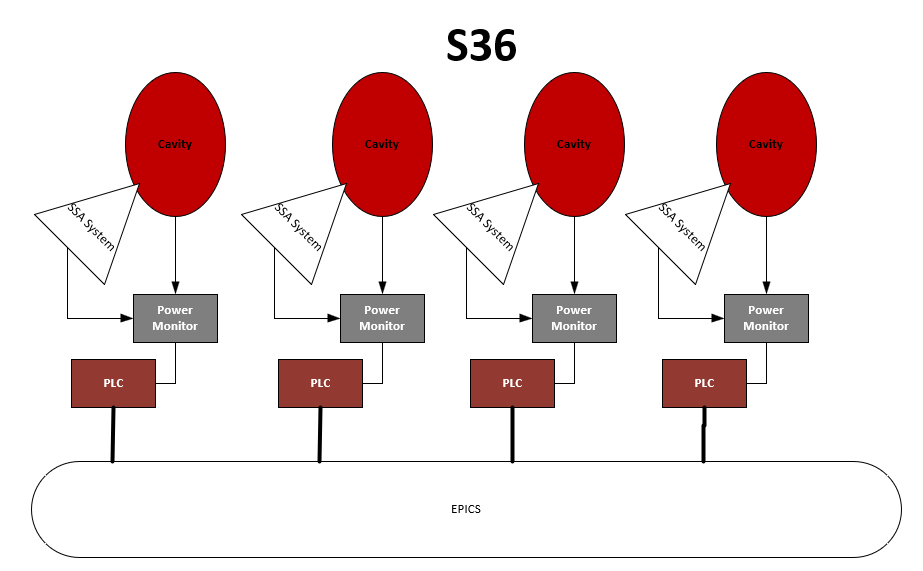 S36
Cavity
Cavity
Cavity
Cavity
SSA System
SSA System
SSA System
SSA System
Power
Monitor
Power
Monitor
Power
Monitor
Power
Monitor
PLC
PLC
PLC
PLC
EPICS